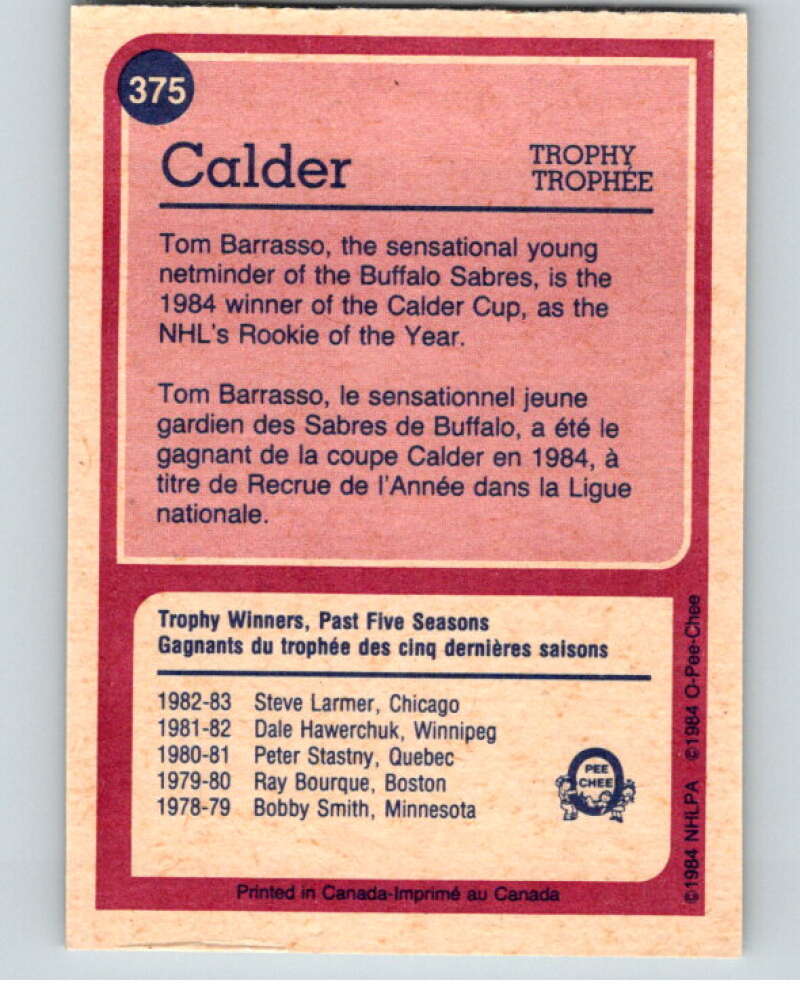 375
Calder
TROPHY
TROPHÉE
Tom Barrasso, the sensational young
netminder of the Buffalo Sabres, is the
1984 winner of the Calder Cup, as the
NHL's Rookie of the Year.
Tom Barrasso, le sensationnel jeune
gardien des Sabres de Buffalo, a été le
gagnant de la coupe Calder en 1984, à
titre de Recrue de l'Année dans la Ligue
nationale.
Trophy Winners, Past Five Seasons
Gagnants du trophée des cinq dernières saisons
1982-83 Steve Larmer, Chicago
1981-82 Dale Hawerchuk, Winnipeg
1980-81 Peter Stastny, Quebec
1979-80 Ray Bourque, Boston
1978-79 Bobby Smith, Minnesota
PEE
CHEE
©1984 NHLPA ©1984 O-Pee-Chee
Printed in Canada-Imprimé au Canada